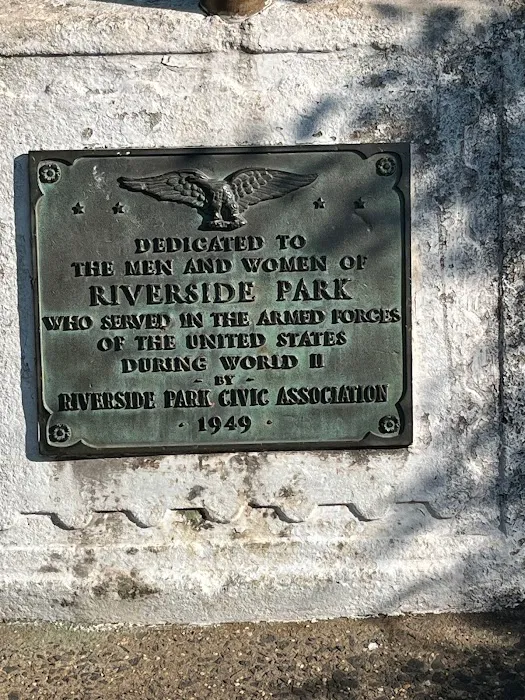 DEDICATED TO
THE MEN AND WOMEN OF
RIVERSIDE PARK
WHO SERVED IN THE ARMED FORCES
OF THE UNITED STATES
DURING WORLD II
- BY -
RIVERSIDE PARK CIVIC ASSOCIATION
· 1949 ·